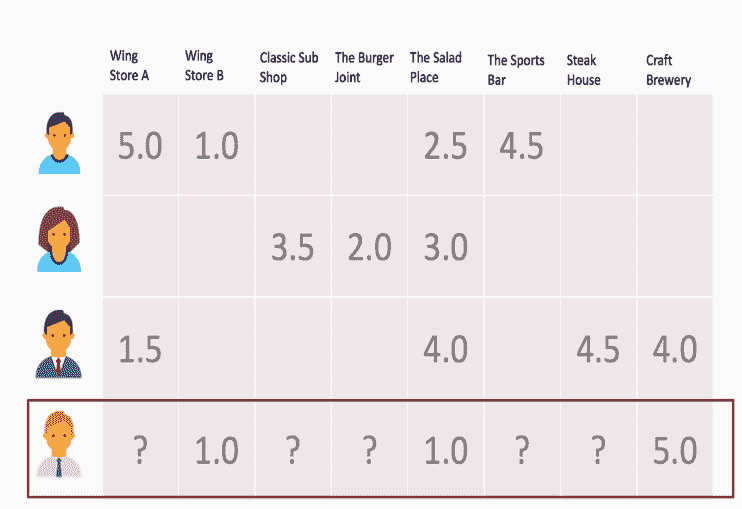 Wing Store A
Wing Store B
Classic Sub Shop
The Burger Joint
The Salad Place
The Sports Bar
Steak House
Craft Brewery
5.0 1.0 2.5 4.5
3.5 2.0 3.0
1.5 4.0 4.5 4.0
? 1.0 ? ? 1.0 ? ? 5.0